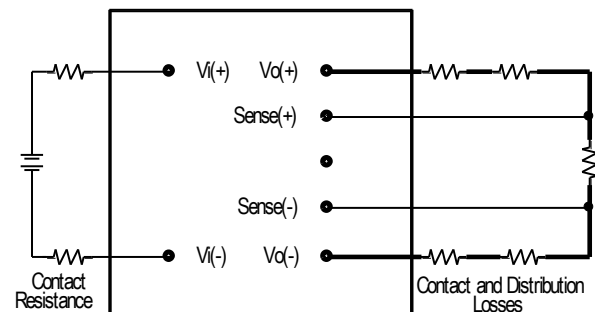 Vi(+) Vo(+)
Sense(+)
Sense(-)
Vi(-) Vo(-)
Contact
Resistance
Contact and Distribution
Losses